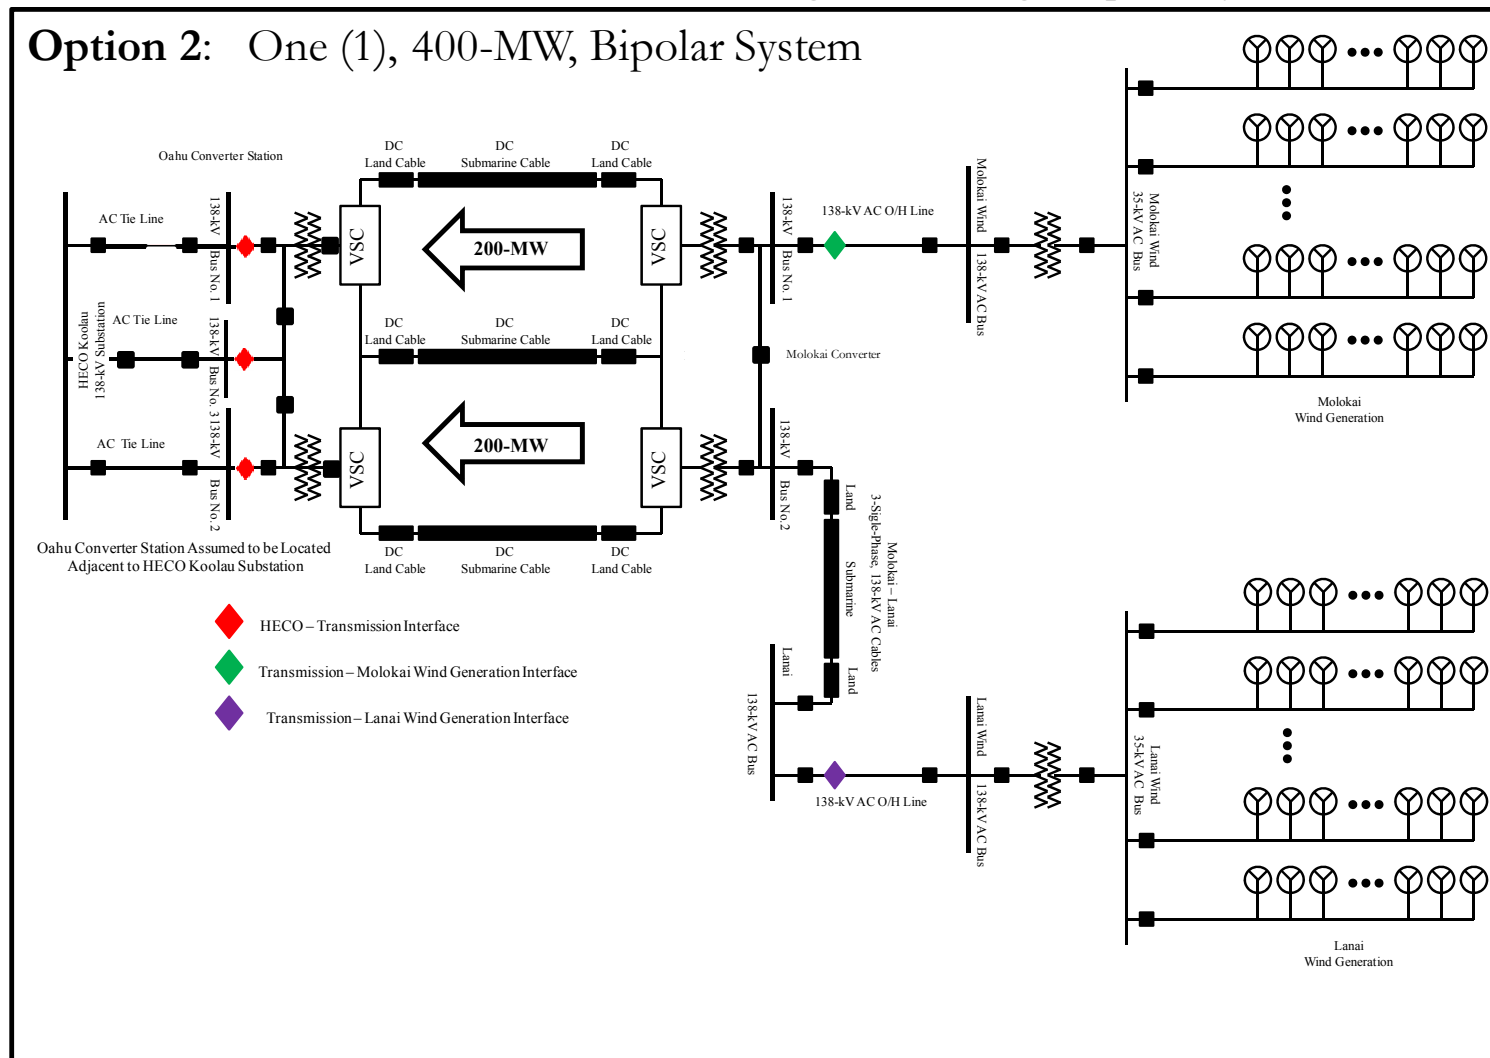 Option 2: One (1), 400-MW, Bipolar System
Oahu Converter Station
DC
Land Cable
DC
Submarine Cable
DC
Land Cable
AC Tie Line
138-kV
Bus No. 1
VSC
200-MW
VSC
138-kV
Bus No. 1
138-kV AC O/H Line
Molokai Wind
138-kV AC Bus
Molokai Wind
35-kV AC Bus
HECO Koolau
138-kV Substation
AC Tie Line
138-kV
Bus No. 3
DC
Land Cable
DC
Submarine Cable
DC
Land Cable
Molokai Converter
Molokai
Wind Generation
AC Tie Line
138-kV
Bus No. 2
VSC
200-MW
VSC
138-kV
Bus No. 2
DC
Land Cable
DC
Submarine Cable
DC
Land Cable
Oahu Converter Station Assumed to be Located
Adjacent to HECO Koolau Substation
Land
Submarine
Land
Molokai – Lanai
3-Sigle-Phase, 138-kV AC Cables
HECO – Transmission Interface
Transmission – Molokai Wind Generation Interface
Transmission – Lanai Wind Generation Interface
Lanai
138-kV AC Bus
138-kV AC O/H Line
Lanai Wind
138-kV AC Bus
Lanai Wind
35-kV AC Bus
Lanai
Wind Generation